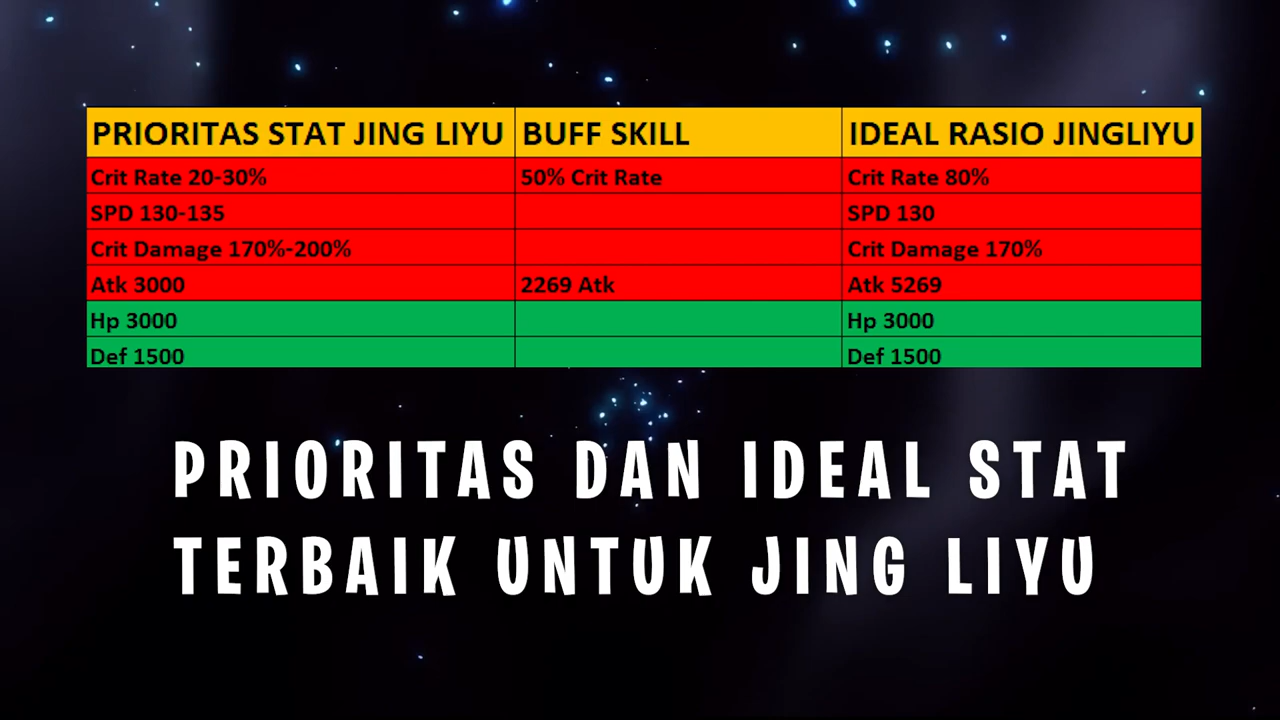 PRIORITAS STAT JING LIYU BUFF SKILL IDEAL RASIO JINGLIYU
Crit Rate 20-30% 50% Crit Rate Crit Rate 80%
SPD 130-135 SPD 130
Crit Damage 170%-200% Crit Damage 170%
Atk 3000 2269 Atk Atk 5269
Hp 3000 Hp 3000
Def 1500 Def 1500
PRIORITAS DAN IDEAL STAT
TERBAIK UNTUK JING LIYU